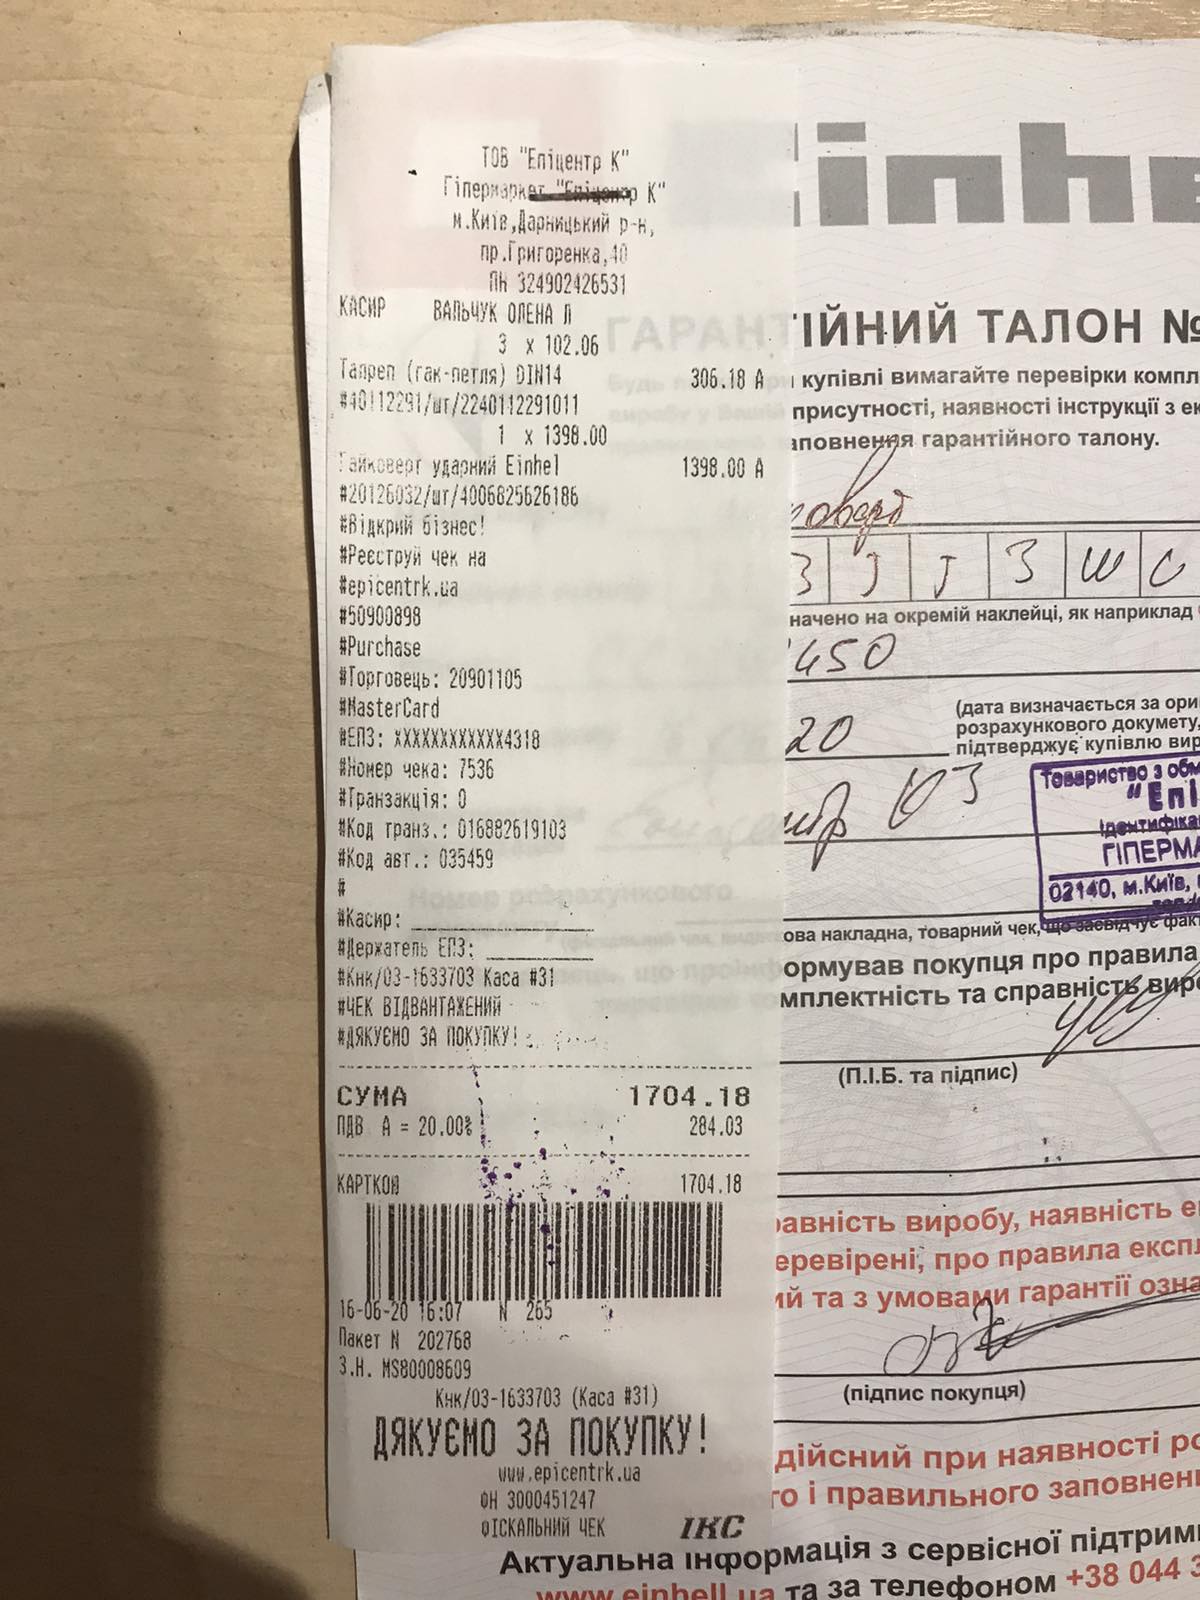 ТОВ "Епіцентр К"
Гіпермаркет "Епіцентр К"
м.Київ,Дарницький р-н,
пр.Григоренка,40
ПН 324902426531
КАСИР ВАЛЬЧУК ОЛЕНА Л
3 x 102.06
Талреп (гак-петля) DIN14 306.18 А
#40112291/шт/2240112291011
1 x 1398.00
Гайковерт ударний Einhel 1398.00 А
#20126032/шт/4006825626186
#Відкрий бізнес!
#Реєструй чек на
#epicentrk.ua
#50900898
#Purchase
#Торговець: 20901105
#MasterCard
#ЕПЗ: XXXXXXXXXXXX4318
#Номер чека: 7536
#Транзакція: 0
#Код транз.: 016882619103
#Код авт.: 035459
#
#Касир:
#Держатель ЕПЗ:
#Кнк/03-1633703 Каса #31
#ЧЕК ВІДВАНТАЖЕНИЙ
#ДЯКУЄМО ЗА ПОКУПКУ!
СУМА 1704.18
ПДВ А = 20.00% 284.03
КАРТКОЮ 1704.18
16-06-20 16:07 N 265
Пакет N 202768
З.Н. MS80008609
Кнк/03-1633703 (Каса #31)
ДЯКУЄМО ЗА ПОКУПКУ!
www.epicentrk.ua
ФН 3000451247
ФІСКАЛЬНИЙ ЧЕК ІКС
Einhe
ГАРАНТІЙНИЙ ТАЛОН №
купівлі вимагайте перевірки компл
присутності, наявності інструкції з ек
заповнення гарантійного талону.
3 W
начено на окремій наклейці, як наприклад
450
(дата визначається за ори
20 розрахункового докумету,
підтверджує купівлю вир
Товариство з обм
"Епі
Ідентифіка
ГІПЕРМА
02140, м.Київ,
Номер розрахункового
ова накладна, товарний чек, що засвідчує факт
ормував покупця про правила
мплектність та справність виро
(П.І.Б. та підпис)
равність виробу, наявність
еревірені, про правила експл
ий та з умовами гарантії озна
(підпис покупця)
дійсний при наявності ро
го і правильного заповнен
Актуальна інформація з сервісної підтрим
www.einhell.ua та за телефоном +38 044 3